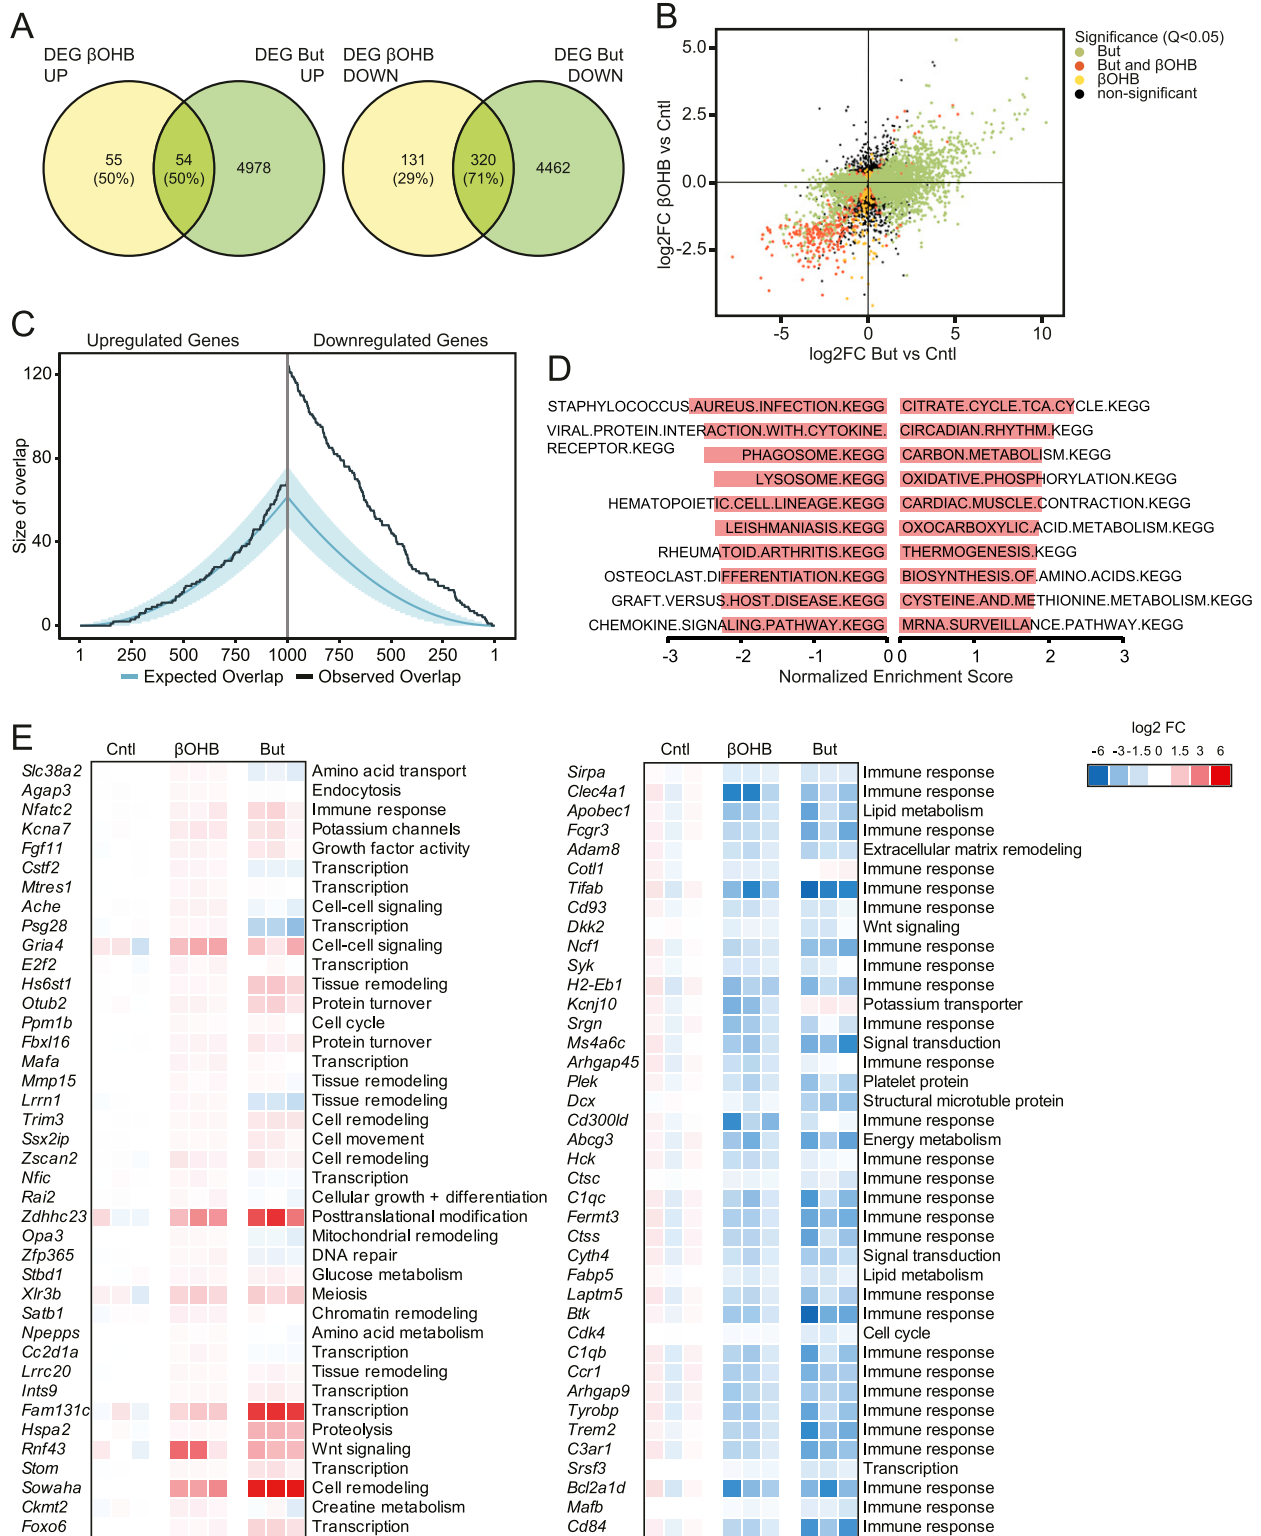 A
DEG βOHB
UP
DEG But
UP
DEG βOHB
DOWN
DEG But
DOWN
55
(50%)
54
(50%)
4978
131
(29%)
320
(71%)
4462
B
5.0
2.5
0.0
-2.5
log2FC βOHB vs Cntl
-5
0
5
10
log2FC But vs Cntl
Significance (Q<0.05)
But
But and βOHB
βOHB
non-significant
C
Upregulated Genes
Downregulated Genes
120
80
40
0
Size of overlap
1
250
500
750
1000
750
500
250
1
Expected Overlap
Observed Overlap
D
STAPHYLOCOCCUS.AUREUS.INFECTION.KEGG
VIRAL.PROTEIN.INTERACTION.WITH.CYTOKINE.
RECEPTOR.KEGG
PHAGOSOME.KEGG
LYSOSOME.KEGG
HEMATOPOIETIC.CELL.LINEAGE.KEGG
LEISHMANIASIS.KEGG
RHEUMATOID.ARTHRITIS.KEGG
OSTEOCLAST.DIFFERENTIATION.KEGG
GRAFT.VERSUS.HOST.DISEASE.KEGG
CHEMOKINE.SIGNALING.PATHWAY.KEGG
CITRATE.CYCLE.TCA.CYCLE.KEGG
CIRCADIAN.RHYTHM.KEGG
CARBON.METABOLISM.KEGG
OXIDATIVE.PHOSPHORYLATION.KEGG
CARDIAC.MUSCLE.CONTRACTION.KEGG
OXOCARBOXYLIC.ACID.METABOLISM.KEGG
THERMOGENESIS.KEGG
BIOSYNTHESIS.OF.AMINO.ACIDS.KEGG
CYSTEINE.AND.METHIONINE.METABOLISM.KEGG
MRNA.SURVEILLANCE.PATHWAY.KEGG
-3
-2
-1
0
0
1
2
3
Normalized Enrichment Score
E
Cntl
βOHB
But
Slc38a2 Amino acid transport
Agap3 Endocytosis
Nfatc2 Immune response
Kcna7 Potassium channels
Fgf11 Growth factor activity
Cstf2 Transcription
Mtres1 Transcription
Ache Cell-cell signaling
Psg28 Transcription
Gria4 Cell-cell signaling
E2f2 Transcription
Hs6st1 Tissue remodeling
Otub2 Protein turnover
Ppm1b Cell cycle
Fbxl16 Protein turnover
Mafa Transcription
Mmp15 Tissue remodeling
Lrrn1 Tissue remodeling
Trim3 Cell remodeling
Ssx2ip Cell movement
Zscan2 Cell remodeling
Nfic Transcription
Rai2 Cellular growth + differentiation
Zdhhc23 Posttranslational modification
Opa3 Mitochondrial remodeling
Zfp365 DNA repair
Stbd1 Glucose metabolism
Xlr3b Meiosis
Satb1 Chromatin remodeling
Npepps Amino acid metabolism
Cc2d1a Transcription
Lrrc20 Tissue remodeling
Ints9 Transcription
Fam131c Transcription
Hspa2 Proteolysis
Rnf43 Wnt signaling
Stom Transcription
Sowaha Cell remodeling
Ckmt2 Creatine metabolism
Foxo6 Transcription
Cntl
βOHB
But
Sirpa Immune response
Clec4a1 Immune response
Apobec1 Lipid metabolism
Fcgr3 Immune response
Adam8 Extracellular matrix remodeling
Cotl1 Immune response
Tifab Immune response
Cd93 Immune response
Dkk2 Wnt signaling
Ncf1 Immune response
Syk Immune response
H2-Eb1 Immune response
Kcnj10 Potassium transporter
Srgn Immune response
Ms4a6c Signal transduction
Arhgap45 Immune response
Plek Platelet protein
Dcx Structural microtuble protein
Cd300ld Immune response
Abcg3 Energy metabolism
Hck Immune response
Ctsc Immune response
C1qc Immune response
Fermt3 Immune response
Ctss Immune response
Cyth4 Signal transduction
Fabp5 Lipid metabolism
Laptm5 Immune response
Btk Immune response
Cdk4 Cell cycle
C1qb Immune response
Ccr1 Immune response
Arhgap9 Immune response
Tyrobp Immune response
Trem2 Immune response
C3ar1 Immune response
Srsf3 Transcription
Bcl2a1d Immune response
Mafb Immune response
Cd84 Immune response
log2 FC
-6 -3 -1.5 0 1.5 3 6